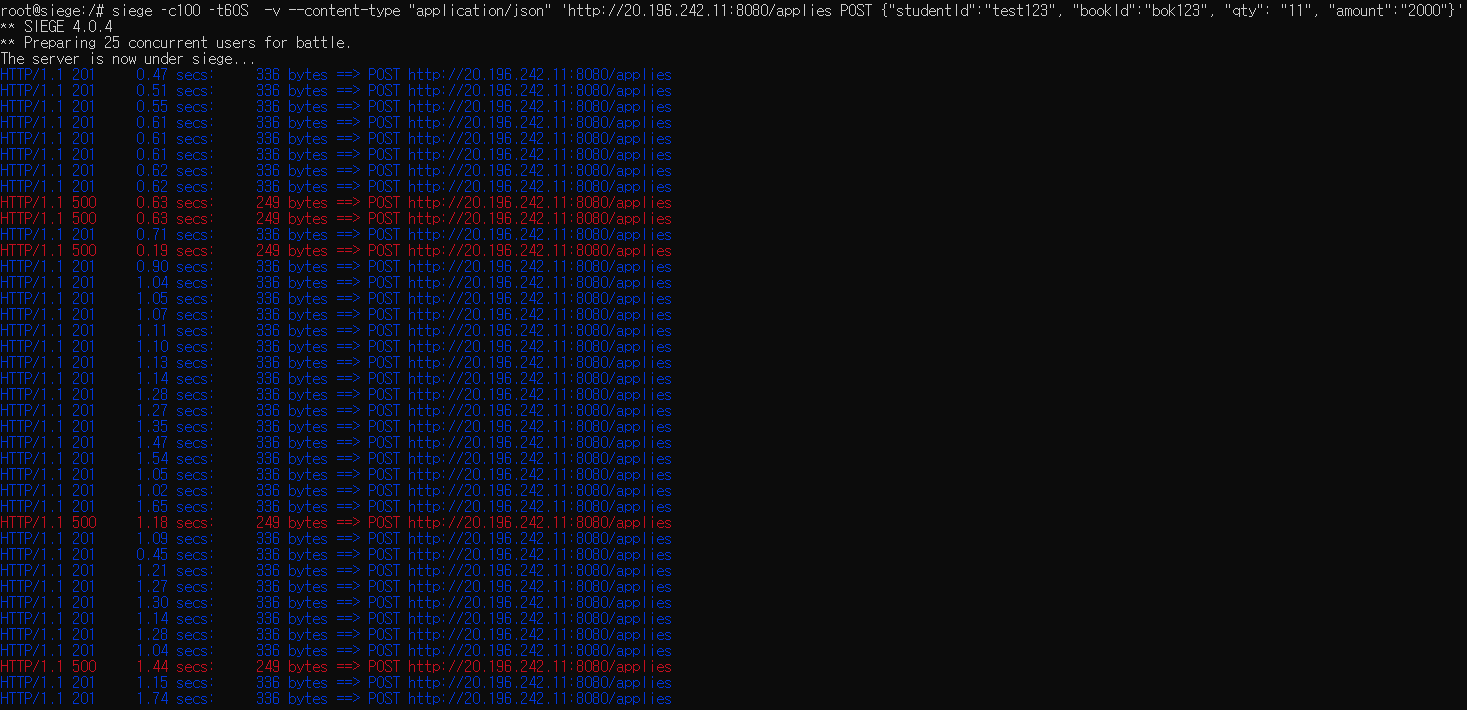 root@siege:/# siege -c100 -t60S  -v --content-type "application/json" 'http://20.196.242.11:8080/applies POST {"studentId":"test123", "bookId":"bok123", "qty": "11", "amount":"2000"}'
** SIEGE 4.0.4
** Preparing 25 concurrent users for battle.
The server is now under siege...
HTTP/1.1 201     0.47 secs:     336 bytes ==> POST http://20.196.242.11:8080/applies
HTTP/1.1 201     0.51 secs:     336 bytes ==> POST http://20.196.242.11:8080/applies
HTTP/1.1 201     0.55 secs:     336 bytes ==> POST http://20.196.242.11:8080/applies
HTTP/1.1 201     0.61 secs:     336 bytes ==> POST http://20.196.242.11:8080/applies
HTTP/1.1 201     0.61 secs:     336 bytes ==> POST http://20.196.242.11:8080/applies
HTTP/1.1 201     0.61 secs:     336 bytes ==> POST http://20.196.242.11:8080/applies
HTTP/1.1 201     0.62 secs:     336 bytes ==> POST http://20.196.242.11:8080/applies
HTTP/1.1 201     0.62 secs:     336 bytes ==> POST http://20.196.242.11:8080/applies
HTTP/1.1 500     0.63 secs:     249 bytes ==> POST http://20.196.242.11:8080/applies
HTTP/1.1 500     0.63 secs:     249 bytes ==> POST http://20.196.242.11:8080/applies
HTTP/1.1 201     0.71 secs:     336 bytes ==> POST http://20.196.242.11:8080/applies
HTTP/1.1 500     0.19 secs:     249 bytes ==> POST http://20.196.242.11:8080/applies
HTTP/1.1 201     0.90 secs:     336 bytes ==> POST http://20.196.242.11:8080/applies
HTTP/1.1 201     1.04 secs:     336 bytes ==> POST http://20.196.242.11:8080/applies
HTTP/1.1 201     1.05 secs:     336 bytes ==> POST http://20.196.242.11:8080/applies
HTTP/1.1 201     1.07 secs:     336 bytes ==> POST http://20.196.242.11:8080/applies
HTTP/1.1 201     1.11 secs:     336 bytes ==> POST http://20.196.242.11:8080/applies
HTTP/1.1 201     1.10 secs:     336 bytes ==> POST http://20.196.242.11:8080/applies
HTTP/1.1 201     1.13 secs:     336 bytes ==> POST http://20.196.242.11:8080/applies
HTTP/1.1 201     1.14 secs:     336 bytes ==> POST http://20.196.242.11:8080/applies
HTTP/1.1 201     1.28 secs:     336 bytes ==> POST http://20.196.242.11:8080/applies
HTTP/1.1 201     1.27 secs:     336 bytes ==> POST http://20.196.242.11:8080/applies
HTTP/1.1 201     1.35 secs:     336 bytes ==> POST http://20.196.242.11:8080/applies
HTTP/1.1 201     1.47 secs:     336 bytes ==> POST http://20.196.242.11:8080/applies
HTTP/1.1 201     1.54 secs:     336 bytes ==> POST http://20.196.242.11:8080/applies
HTTP/1.1 201     1.05 secs:     336 bytes ==> POST http://20.196.242.11:8080/applies
HTTP/1.1 201     1.02 secs:     336 bytes ==> POST http://20.196.242.11:8080/applies
HTTP/1.1 201     1.65 secs:     336 bytes ==> POST http://20.196.242.11:8080/applies
HTTP/1.1 500     1.18 secs:     249 bytes ==> POST http://20.196.242.11:8080/applies
HTTP/1.1 201     1.09 secs:     336 bytes ==> POST http://20.196.242.11:8080/applies
HTTP/1.1 201     0.45 secs:     336 bytes ==> POST http://20.196.242.11:8080/applies
HTTP/1.1 201     1.21 secs:     336 bytes ==> POST http://20.196.242.11:8080/applies
HTTP/1.1 201     1.27 secs:     336 bytes ==> POST http://20.196.242.11:8080/applies
HTTP/1.1 201     1.30 secs:     336 bytes ==> POST http://20.196.242.11:8080/applies
HTTP/1.1 201     1.14 secs:     336 bytes ==> POST http://20.196.242.11:8080/applies
HTTP/1.1 201     1.28 secs:     336 bytes ==> POST http://20.196.242.11:8080/applies
HTTP/1.1 201     1.04 secs:     336 bytes ==> POST http://20.196.242.11:8080/applies
HTTP/1.1 500     1.44 secs:     249 bytes ==> POST http://20.196.242.11:8080/applies
HTTP/1.1 201     1.15 secs:     336 bytes ==> POST http://20.196.242.11:8080/applies
HTTP/1.1 201     1.74 secs:     336 bytes ==> POST http://20.196.242.11:8080/applies